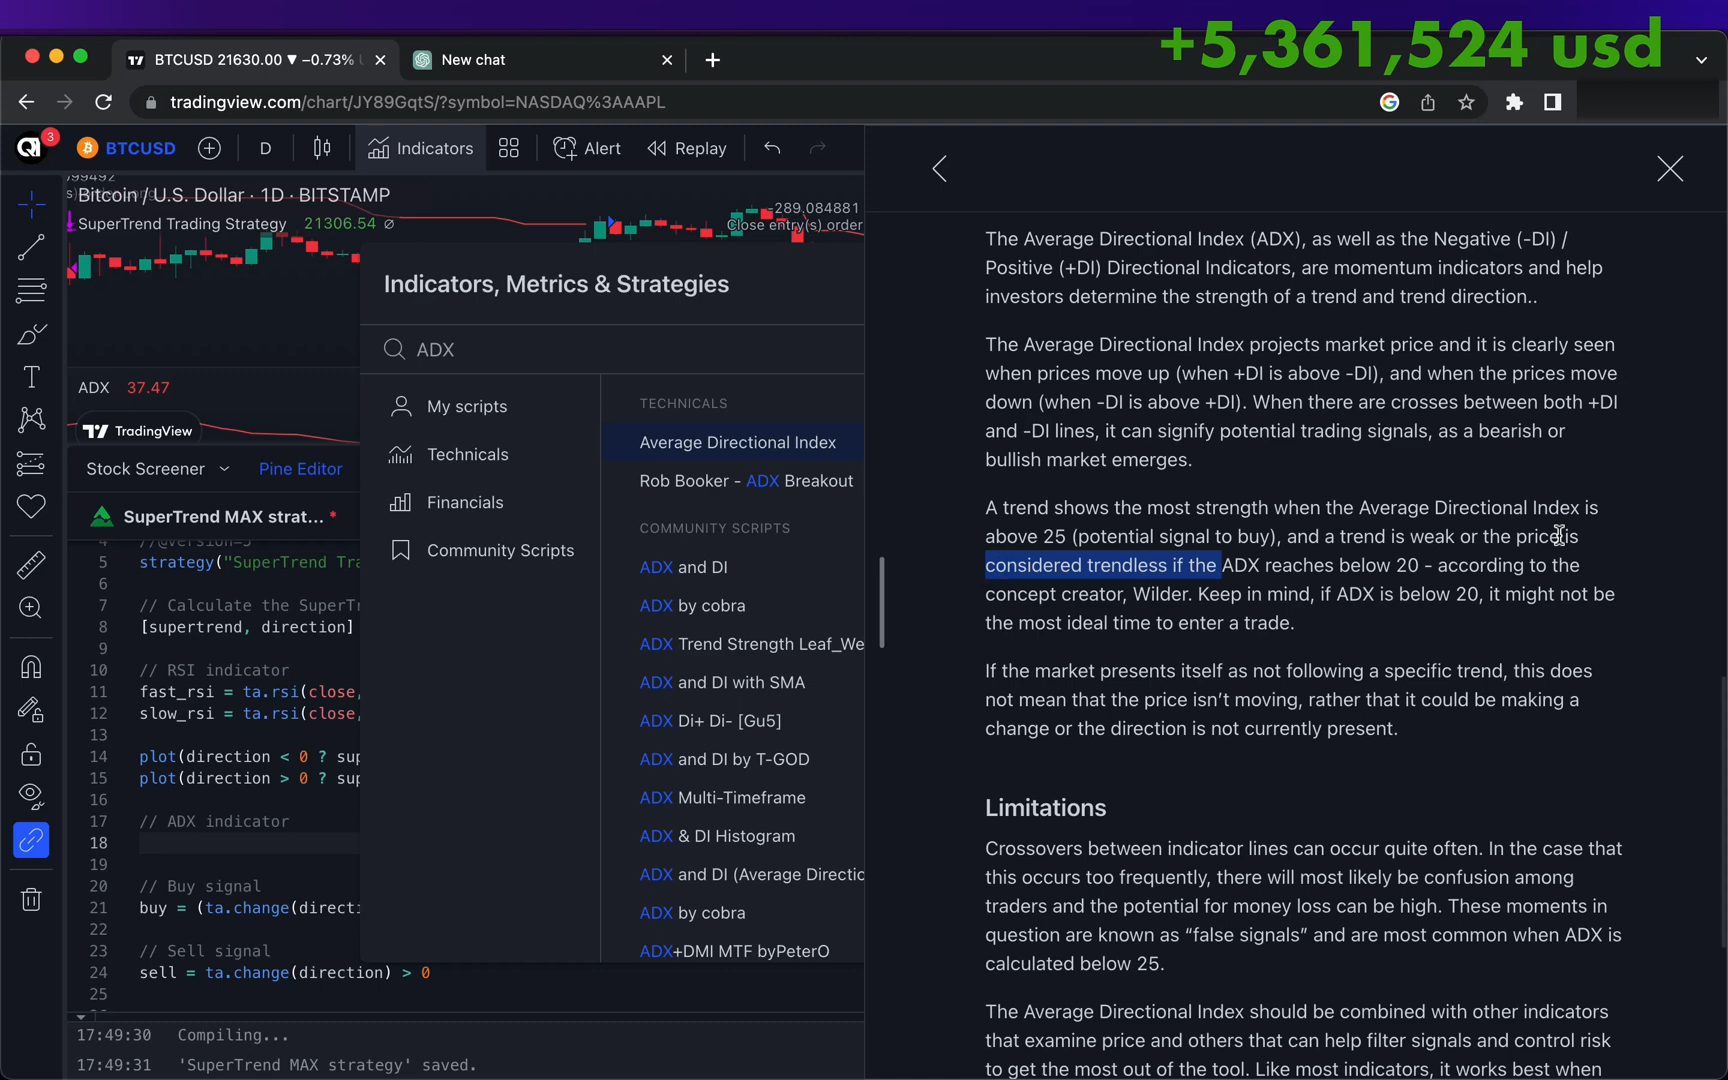 +5,361,524 usd
BTCUSD 21630.00 ▼ −0.73%
New chat
tradingview.com/chart/JY89GqtS/?symbol=NASDAQ%3AAAPL
3
BTCUSD
D
Indicators
Alert
Replay
Bitcoin / U.S. Dollar · 1D · BITSTAMP
SuperTrend Trading Strategy 21306.54 ∅
-289.084881
Close entry(s) order
ADX 37.47
TradingView
Stock Screener
Pine Editor
SuperTrend MAX strat... *
4 //@version=5
5 strategy("SuperTrend Tra
6
7 // Calculate the SuperTr
8 [supertrend, direction]
9
10 // RSI indicator
11 fast_rsi = ta.rsi(close,
12 slow_rsi = ta.rsi(close,
13
14 plot(direction < 0 ? sup
15 plot(direction > 0 ? sup
16
17 // ADX indicator
18
19
20 // Buy signal
21 buy = (ta.change(directi
22
23 // Sell signal
24 sell = ta.change(direction) > 0
25
17:49:30 Compiling...
17:49:31 'SuperTrend MAX strategy' saved.
Indicators, Metrics & Strategies
ADX
My scripts
Technicals
Financials
Community Scripts
TECHNICALS
Average Directional Index
Rob Booker - ADX Breakout
COMMUNITY SCRIPTS
ADX and DI
ADX by cobra
ADX Trend Strength Leaf_We
ADX and DI with SMA
ADX Di+ Di- [Gu5]
ADX and DI by T-GOD
ADX Multi-Timeframe
ADX & DI Histogram
ADX and DI (Average Directio
ADX by cobra
ADX+DMI MTF byPeterO
The Average Directional Index (ADX), as well as the Negative (-DI) /
Positive (+DI) Directional Indicators, are momentum indicators and help
investors determine the strength of a trend and trend direction..
The Average Directional Index projects market price and it is clearly seen
when prices move up (when +DI is above -DI), and when the prices move
down (when -DI is above +DI). When there are crosses between both +DI
and -DI lines, it can signify potential trading signals, as a bearish or
bullish market emerges.
A trend shows the most strength when the Average Directional Index is
above 25 (potential signal to buy), and a trend is weak or the price is
considered trendless if the ADX reaches below 20 - according to the
concept creator, Wilder. Keep in mind, if ADX is below 20, it might not be
the most ideal time to enter a trade.
If the market presents itself as not following a specific trend, this does
not mean that the price isn't moving, rather that it could be making a
change or the direction is not currently present.
Limitations
Crossovers between indicator lines can occur quite often. In the case that
this occurs too frequently, there will most likely be confusion among
traders and the potential for money loss can be high. These moments in
question are known as “false signals” and are most common when ADX is
calculated below 25.
The Average Directional Index should be combined with other indicators
that examine price and others that can help filter signals and control risk
to get the most out of the tool. Like most indicators, it works best when